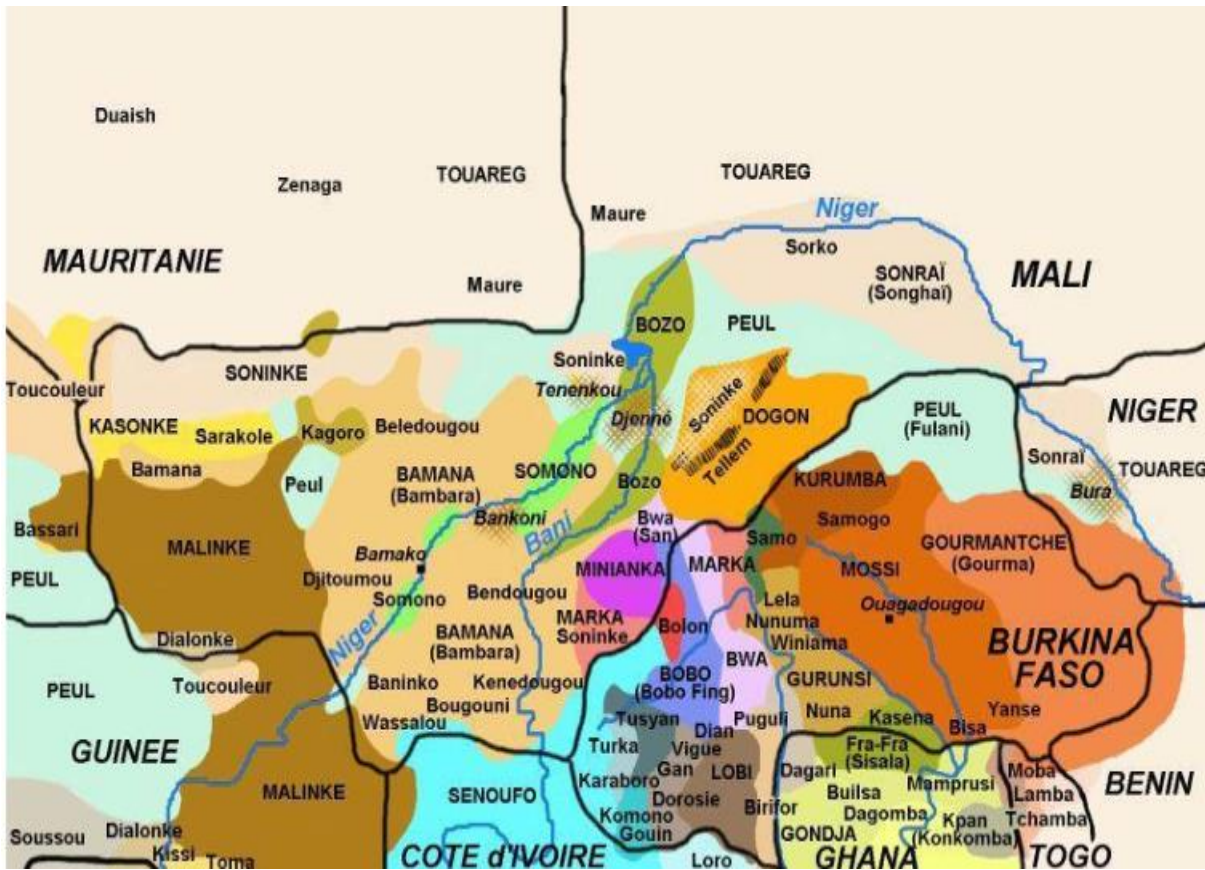 Duaish
Zenaga
TOUAREG
TOUAREG
Maure
Niger
Sorko
MAURITANIE
SONRAÏ
(Songhaï)
MALI
Maure
BOZO
PEUL
Soninke
SONINKE
Toucouleur
Tenenkou
Djenné
Soninke
DOGON
Tellem
PEUL
(Fulani)
NIGER
KASONKE
Sarakole
Kagoro
Beledougou
Bamana
BAMANA
(Bambara)
Peul
SOMONO
Bozo
Sonraï
TOUAREG
Bura
KURUMBA
Bassari
MALINKE
Bankoni
Bani
Bwa
(San)
Samogo
Samo
GOURMANTCHE
(Gourma)
PEUL
Bamako
Djitoumou
Somono
Bendougou
MINIANKA
MARKA
MOSSI
Ouagadougou
Lela
Nunuma
Winiama
MARKA
Soninke
Bolon
Dialonke
Niger
BAMANA
(Bambara)
BWA
BURKINA
FASO
PEUL
Toucouleur
Baninko
Kenedougou
Bougouni
Wassalou
BOBO
(Bobo Fing)
GURUNSI
Tusyan
Dian
Puguli
Nuna
Kasena
Bisa
Yanse
GUINEE
Turka
Vigue
Gan
LOBI
Fra-Fra
(Sisala)
Karaboro
Dagari
Mamprusi
Moba
BENIN
MALINKE
SENOUFO
Dorosie
Birifor
Builsa
Lamba
Komono
Dagomba
Kpan
(Konkomba)
Tchamba
Gouin
GONDJA
Soussou
Dialonke
Kissi
Toma
COTE d'IVOIRE
Loro
GHANA
TOGO